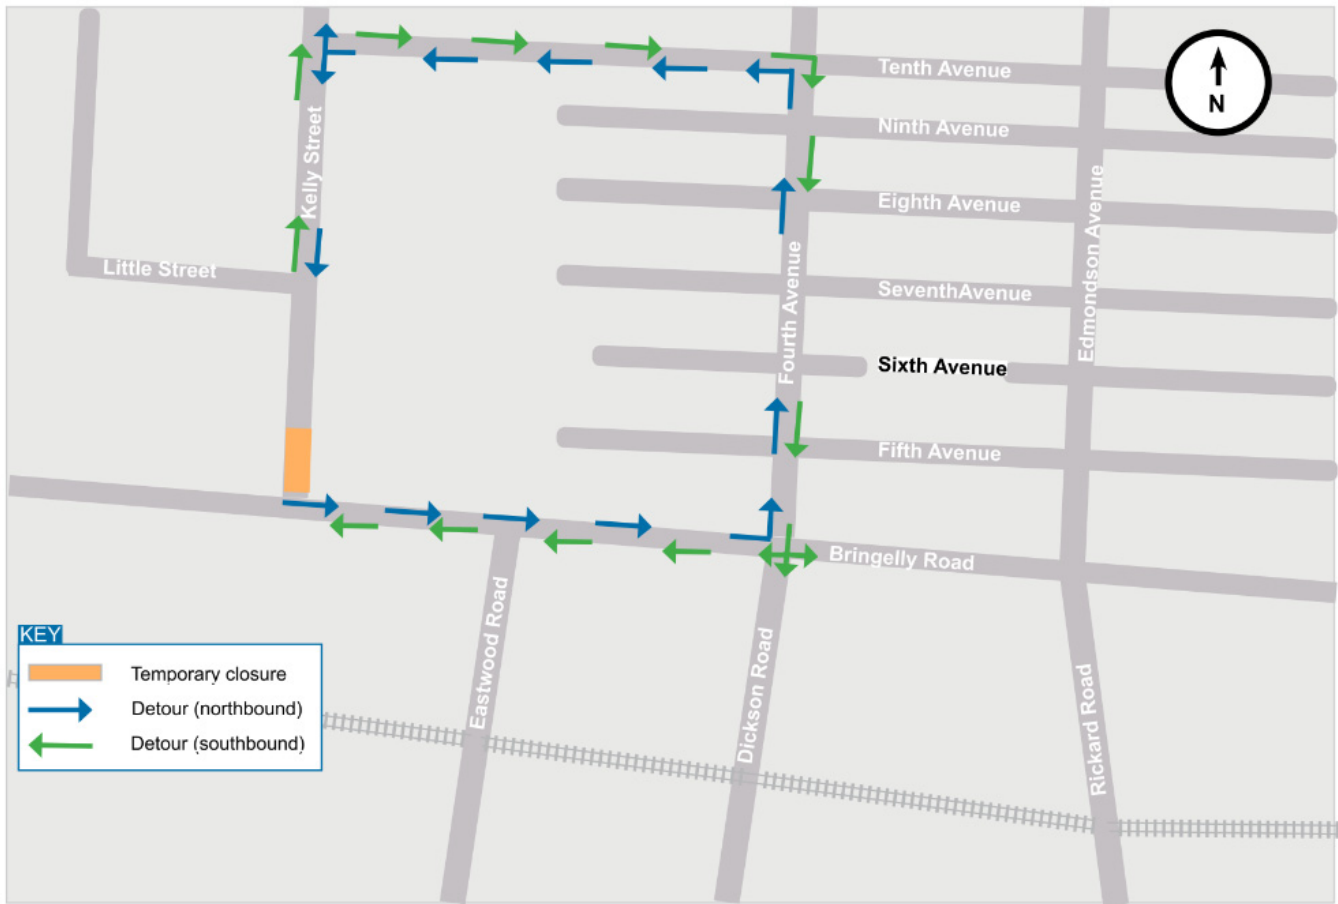 Tenth Avenue
N
Ninth Avenue
Kelly Street
Edmondson Avenue
Eighth Avenue
Little Street
Fourth Avenue
SeventhAvenue
Sixth Avenue
Fifth Avenue
Bringelly Road
Eastwood Road
Dickson Road
Rickard Road
KEY
Temporary closure
Detour (northbound)
Detour (southbound)